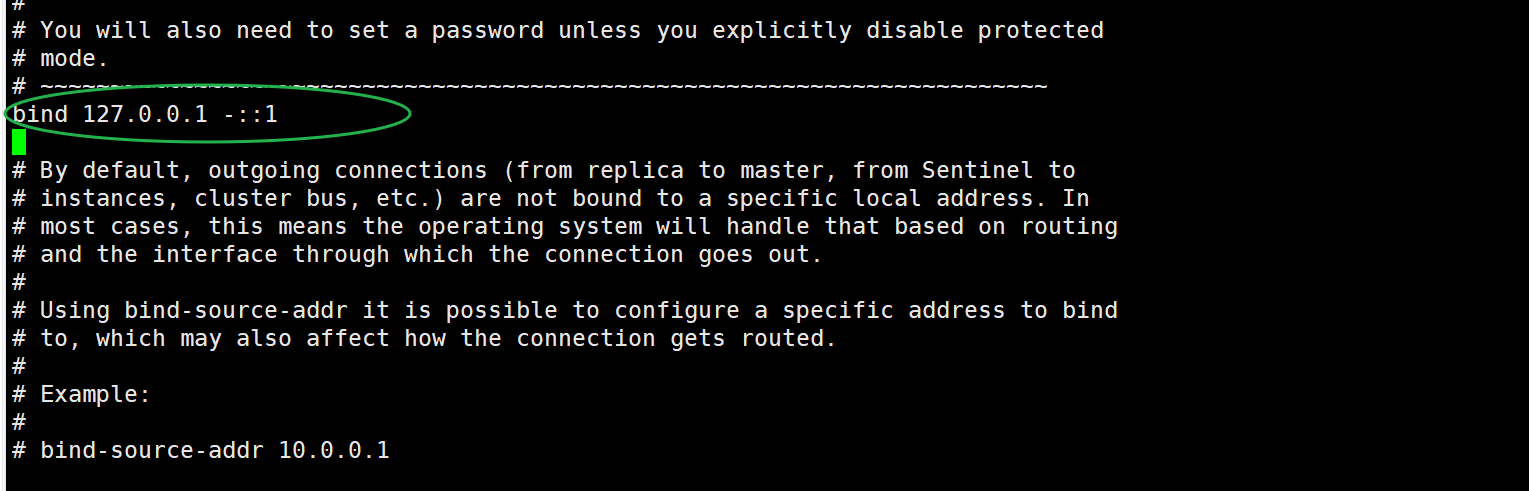 #
# You will also need to set a password unless you explicitly disable protected
# mode.
# ~~~~~~~~~~~~~~~~~~~~~~~~~~~~~~~~~~~~~~~~~~~~~~~~~~~~~~~~~~~~~~~~~~~~~~~~
bind 127.0.0.1 -::1
# By default, outgoing connections (from replica to master, from Sentinel to
# instances, cluster bus, etc.) are not bound to a specific local address. In
# most cases, this means the operating system will handle that based on routing
# and the interface through which the connection goes out.
#
# Using bind-source-addr it is possible to configure a specific address to bind
# to, which may also affect how the connection gets routed.
#
# Example:
#
# bind-source-addr 10.0.0.1